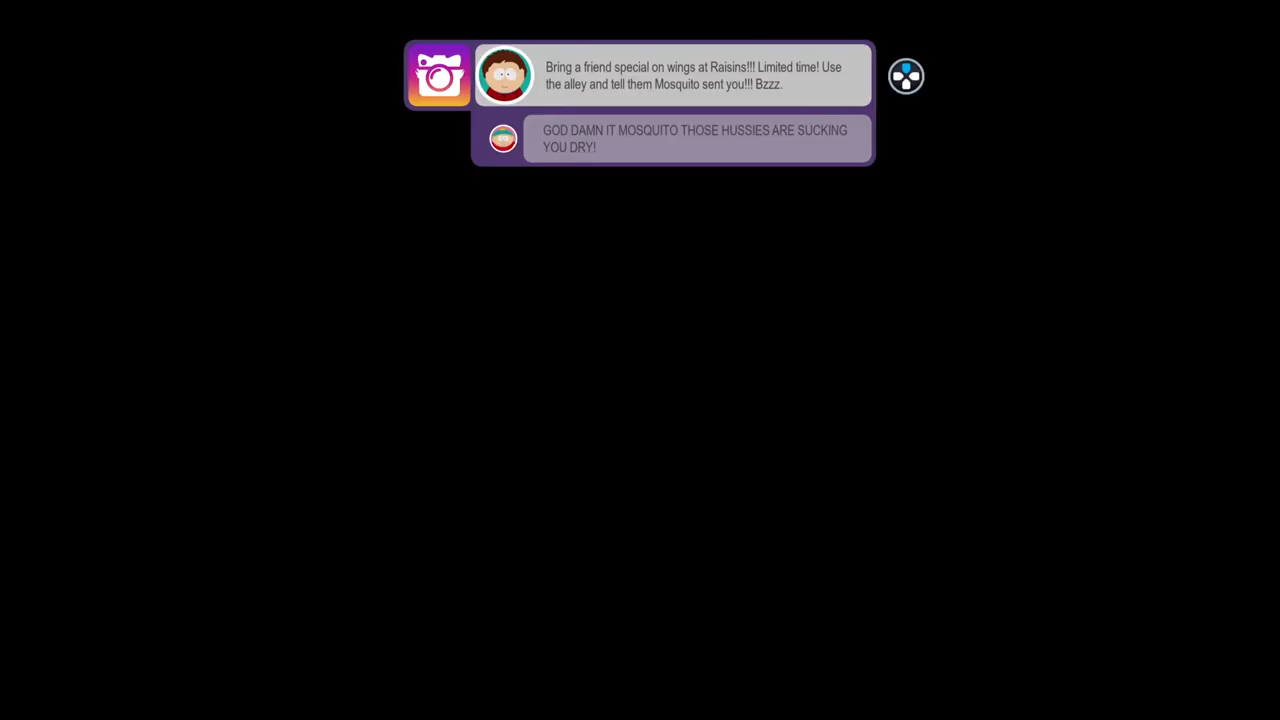 Bring a friend special on wings at Raisins!!! Limited time! Use
the alley and tell them Mosquito sent you!!! Bzzz.
GOD DAMN IT MOSQUITO THOSE HUSSIES ARE SUCKING
YOU DRY!